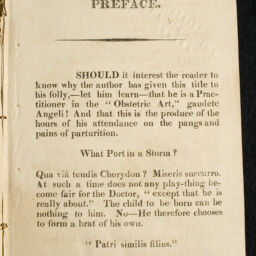 PREFACE.
SHOULD it interest the reader to
know why the author has given this title to
his folly,—let him learn—that he is a Prac-
titioner in the "Obstetric Art," gaudete
Angeli! And that this is the produce of the
hours of his attendance on the pangs and
pains of parturition.
What Port in a Storm?
Qua viâ tendis Chorydon? Miseris succurro.
At such a time does not any play-thing be-
come fair for the Doctor, "except that he is
really about." The child to be born can be
nothing to him. No—He therefore chooses
to form a brat of his own.
"Patri similis filius."